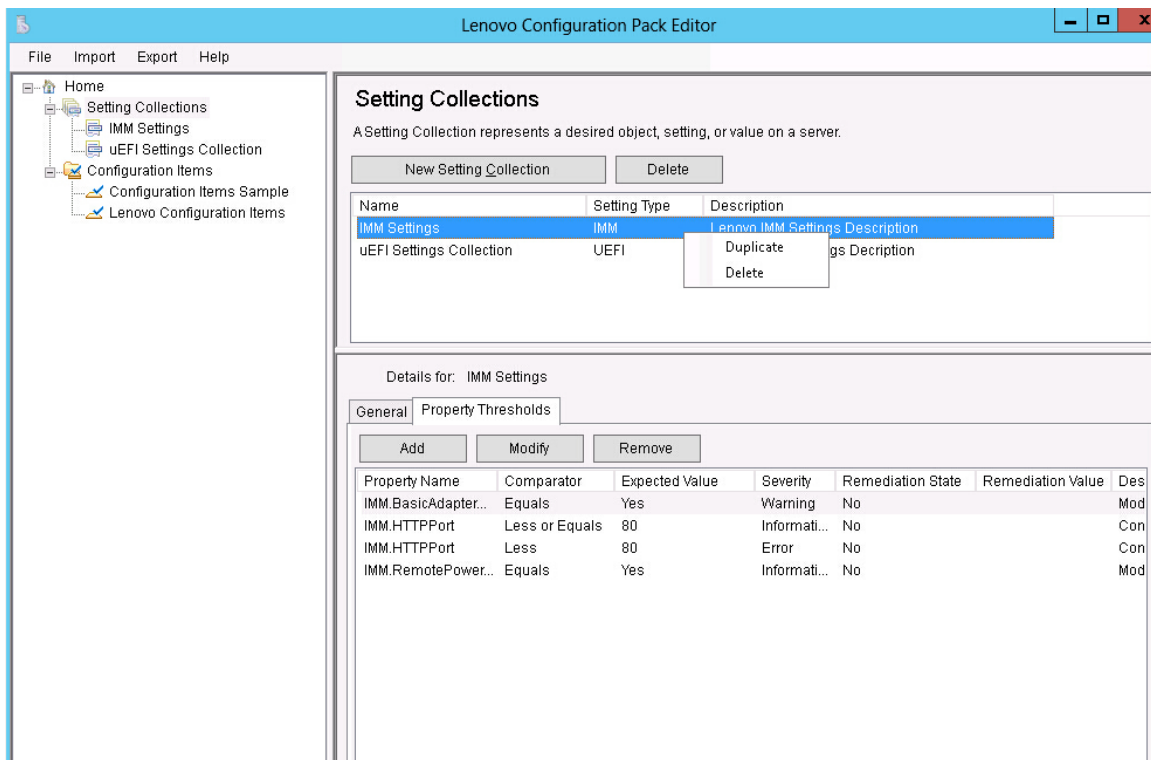 Lenovo Configuration Pack Editor
File Import Export Help
Home
Setting Collections
IMM Settings
uEFI Settings Collection
Configuration Items
Configuration Items Sample
Lenovo Configuration Items
Setting Collections
A Setting Collection represents a desired object, setting, or value on a server.
New Setting Collection Delete
Name Setting Type Description
IMM Settings IMM Lenovo IMM Settings Description
uEFI Settings Collection UEFI gs Decription
Duplicate
Delete
Details for: IMM Settings
General Property Thresholds
Add Modify Remove
Property Name Comparator Expected Value Severity Remediation State Remediation Value Des
IMM.BasicAdapter... Equals Yes Warning No Mod
IMM.HTTPPort Less or Equals 80 Informati... No Con
IMM.HTTPPort Less 80 Error No Con
IMM.RemotePower... Equals Yes Informati... No Mod